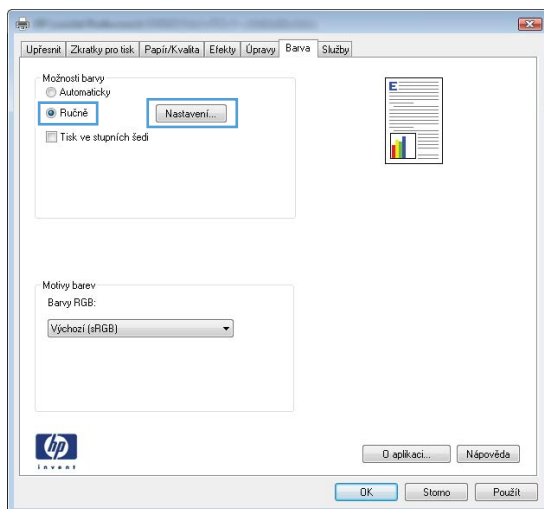 Upřesnit Zkratky pro tisk Papír/Kvalita Efekty Úpravy Barva Služby
Možnosti barvy
Automaticky
Ručně Nastavení...
Tisk ve stupních šedi
E
Motivy barev
Barvy RGB:
Výchozí (sRGB)
hp
invent
O aplikaci... Nápověda
OK Storno Použít